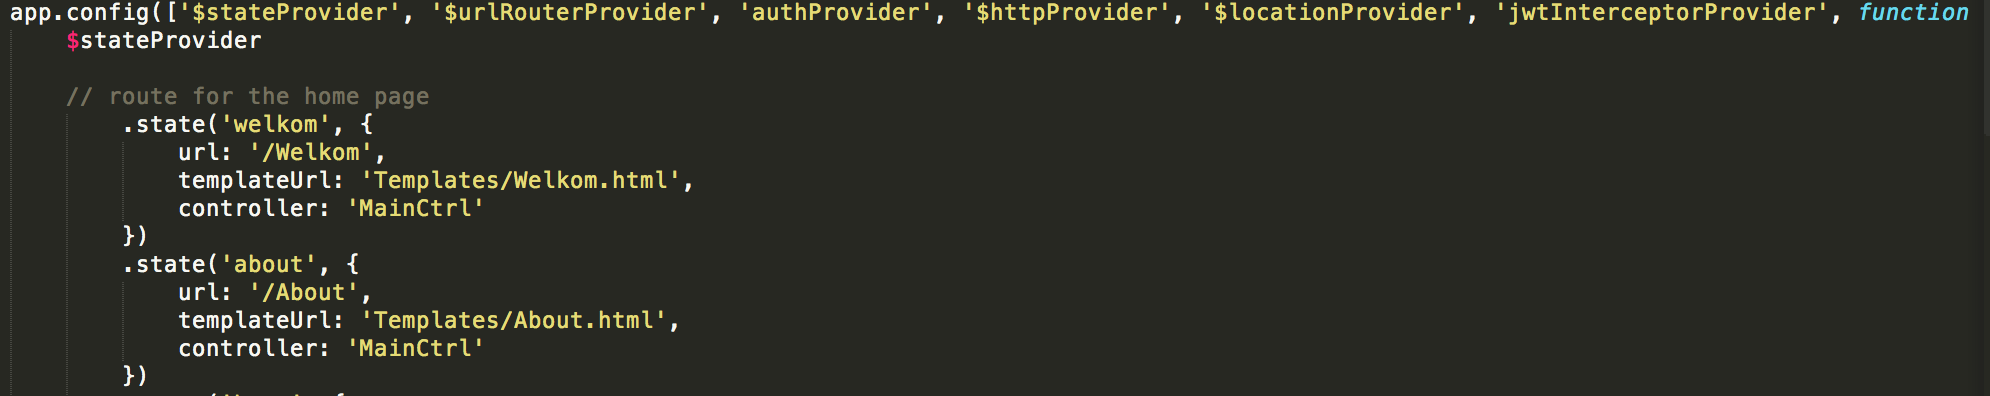 app.config(['$stateProvider', '$urlRouterProvider', 'authProvider', '$httpProvider', '$locationProvider', 'jwtInterceptorProvider', function
$stateProvider
// route for the home page
.state('welkom', {
url: '/Welkom',
templateUrl: 'Templates/Welkom.html',
controller: 'MainCtrl'
})
.state('about', {
url: '/About',
templateUrl: 'Templates/About.html',
controller: 'MainCtrl'
})